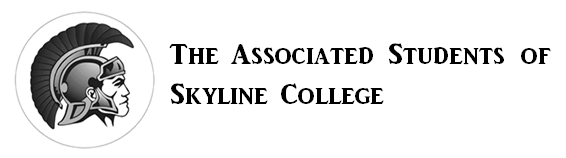 The Associated Students of
Skyline College